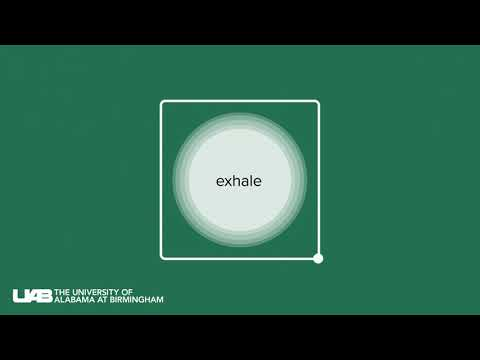 exhale
UAB THE UNIVERSITY OF
ALABAMA AT BIRMINGHAM